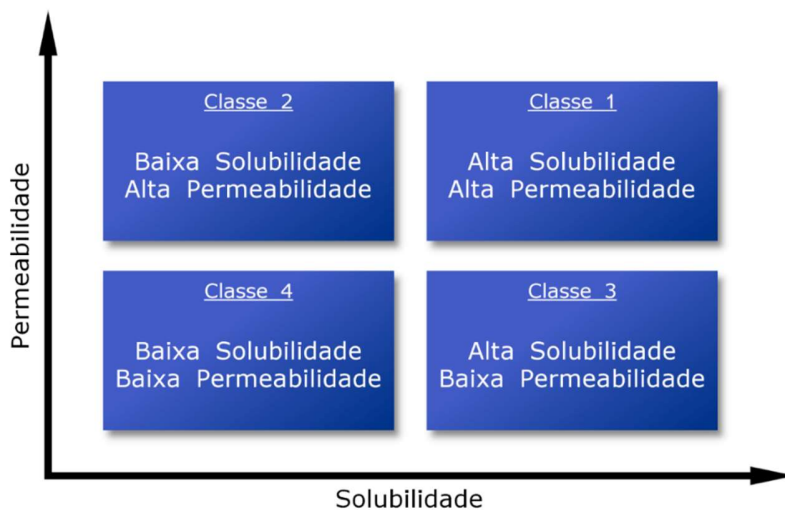 Permeabilidade
Classe 2
Baixa Solubilidade
Alta Permeabilidade
Classe 1
Alta Solubilidade
Alta Permeabilidade
Classe 4
Baixa Solubilidade
Baixa Permeabilidade
Classe 3
Alta Solubilidade
Baixa Permeabilidade
Solubilidade